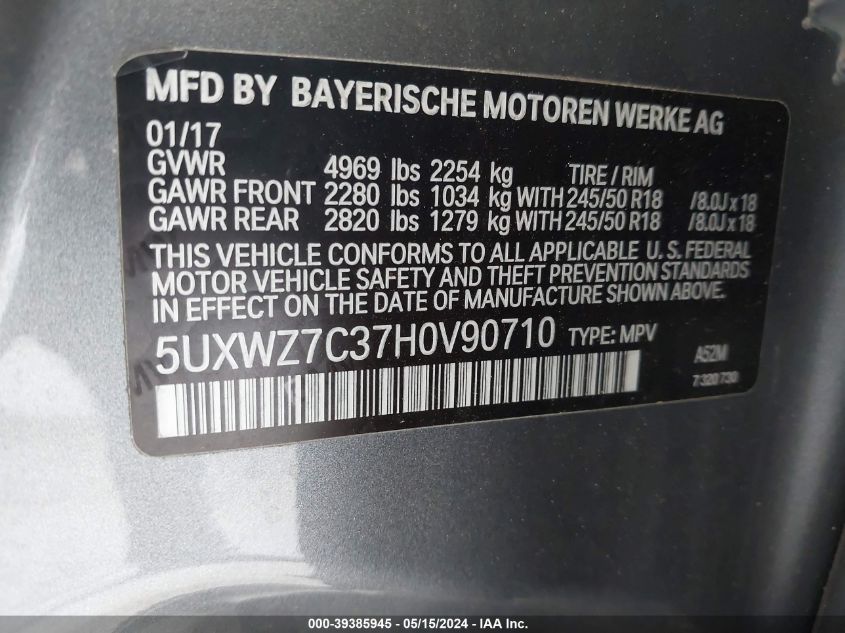 MFD BY BAYERISCHE MOTOREN WERKE AG
01/17
GVWR 4969 lbs 2254 kg TIRE / RIM
GAWR FRONT 2280 lbs 1034 kg WITH 245/50 R18 /8.0J x 18
GAWR REAR 2820 lbs 1279 kg WITH 245/50 R18 /8.0J x 18
THIS VEHICLE CONFORMS TO ALL APPLICABLE U. S. FEDERAL
MOTOR VEHICLE SAFETY AND THEFT PREVENTION STANDARDS
IN EFFECT ON THE DATE OF MANUFACTURE SHOWN ABOVE.
5UXWZ7C37H0V90710 TYPE: MPV
A52M
7320730
000-39385945 - 05/15/2024 - IAA Inc.